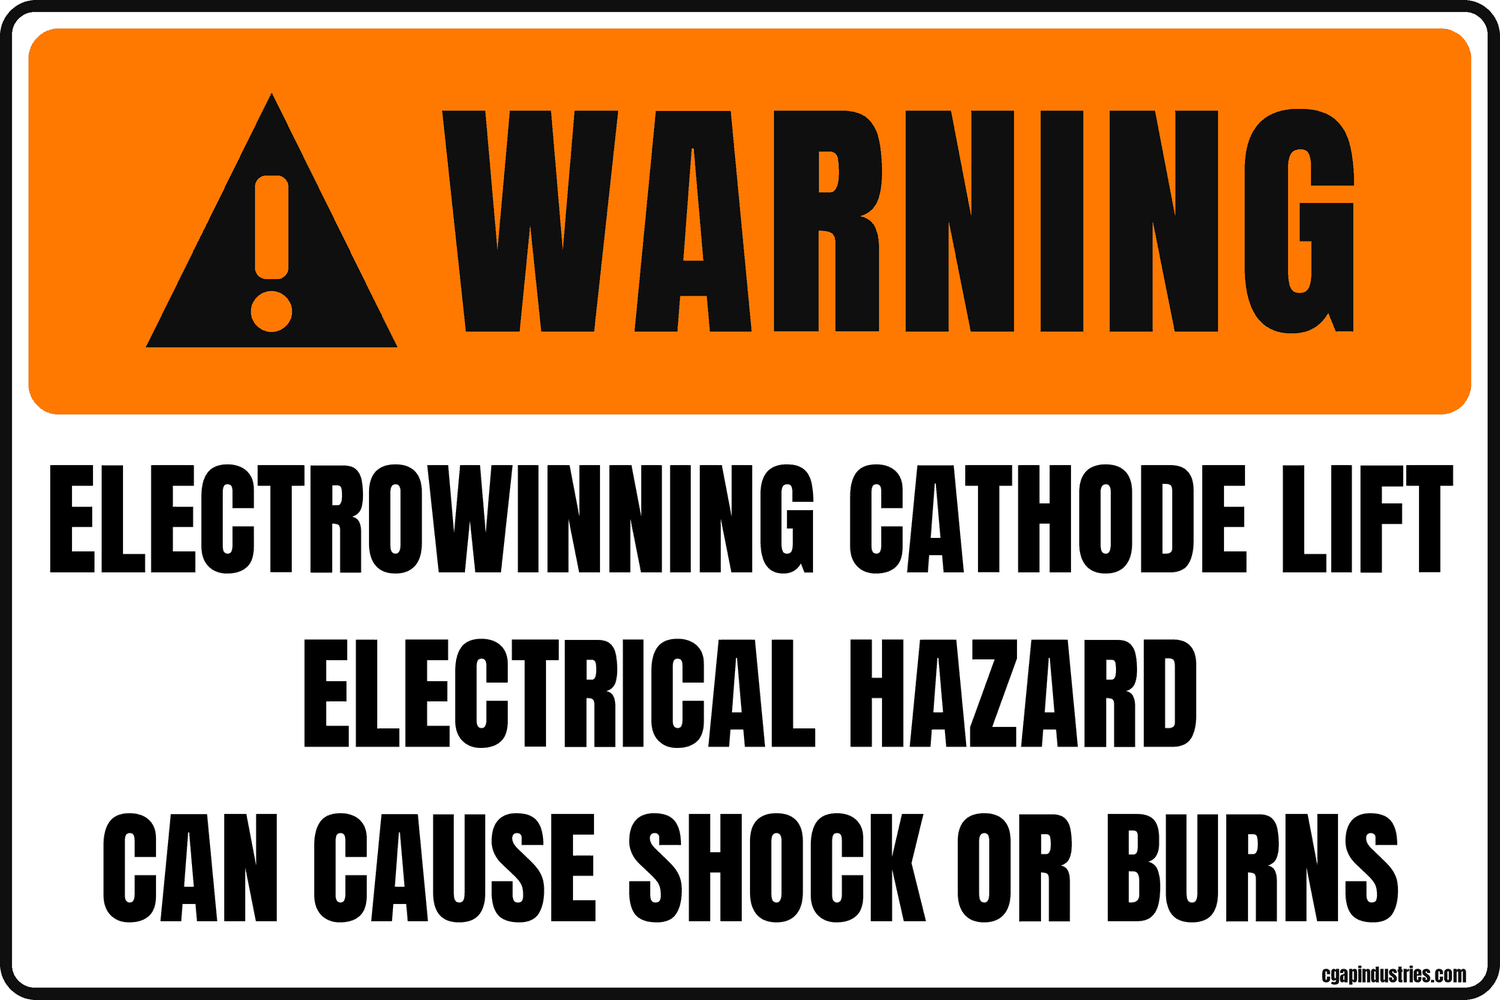 WARNING
ELECTROWINNING CATHODE LIFT
ELECTRICAL HAZARD
CAN CAUSE SHOCK OR BURNS
cgapindustries.com